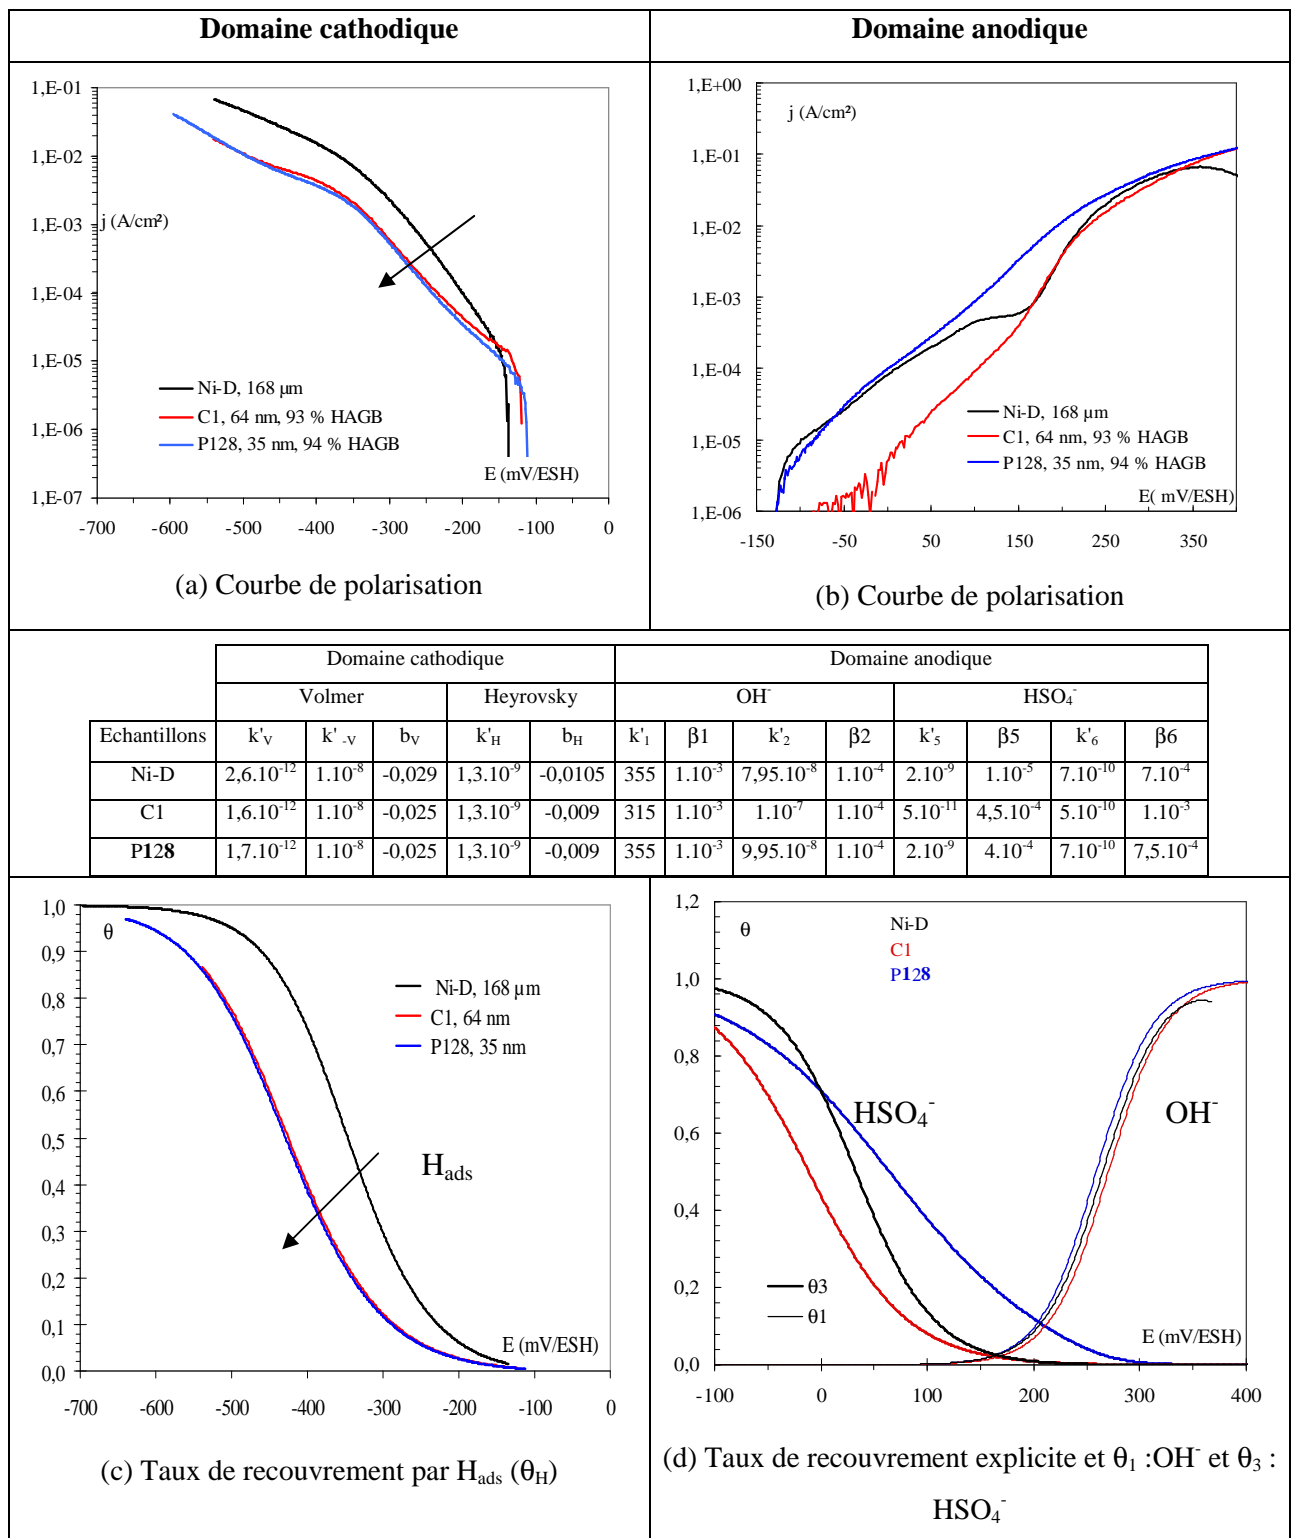 Domaine cathodique
Domaine anodique
1,E-01
1,E-02
1,E-03
1,E-04
1,E-05
1,E-06
1,E-07
j (A/cm²)
Ni-D, 168 µm
C1, 64 nm, 93 % HAGB
P128, 35 nm, 94 % HAGB
E (mV/ESH)
-700 -600 -500 -400 -300 -200 -100 0
(a) Courbe de polarisation
1,E+00
1,E-01
1,E-02
1,E-03
1,E-04
1,E-05
1,E-06
j (A/cm²)
Ni-D, 168 µm
C1, 64 nm, 93 % HAGB
P128, 35 nm, 94 % HAGB
E( mV/ESH)
-150 -50 50 150 250 350
(b) Courbe de polarisation
Domaine cathodique Domaine anodique
Volmer Heyrovsky OH⁻ HSO₄⁻
Echantillons k'V k'-V bV k'H bH k'1 β1 k'2 β2 k'5 β5 k'6 β6
Ni-D 2,6.10⁻¹² 1.10⁻⁸ -0,029 1,3.10⁻⁹ -0,0105 355 1.10⁻³ 7,95.10⁻⁸ 1.10⁻⁴ 2.10⁻⁹ 1.10⁻⁵ 7.10⁻¹⁰ 7.10⁻⁴
C1 1,6.10⁻¹² 1.10⁻⁸ -0,025 1,3.10⁻⁹ -0,009 315 1.10⁻³ 1.10⁻⁷ 1.10⁻⁴ 5.10⁻¹¹ 4,5.10⁻⁴ 5.10⁻¹⁰ 1.10⁻³
P128 1,7.10⁻¹² 1.10⁻⁸ -0,025 1,3.10⁻⁹ -0,009 355 1.10⁻³ 9,95.10⁻⁸ 1.10⁻⁴ 2.10⁻⁹ 4.10⁻⁴ 7.10⁻¹⁰ 7,5.10⁻⁴
1,0
0,9
0,8
0,7
0,6
0,5
0,4
0,3
0,2
0,1
0,0
θ
Ni-D, 168 µm
C1, 64 nm
P128, 35 nm
Hads
E (mV/ESH)
-700 -600 -500 -400 -300 -200 -100 0
(c) Taux de recouvrement par Hads (θH)
1,2
1,0
0,8
0,6
0,4
0,2
0,0
θ
Ni-D
C1
P128
HSO₄⁻ OH⁻
θ3
θ1
E (mV/ESH)
-100 0 100 200 300 400
(d) Taux de recouvrement explicite et θ₁ :OH⁻ et θ₃ :
HSO₄⁻